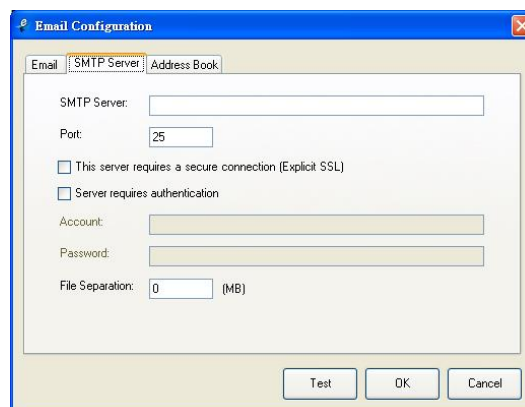 Email Configuration
Email SMTP Server Address Book
SMTP Server:
Port: 25
This server requires a secure connection (Explicit SSL)
Server requires authentication
Account:
Password:
File Separation: 0 (MB)
Test OK Cancel